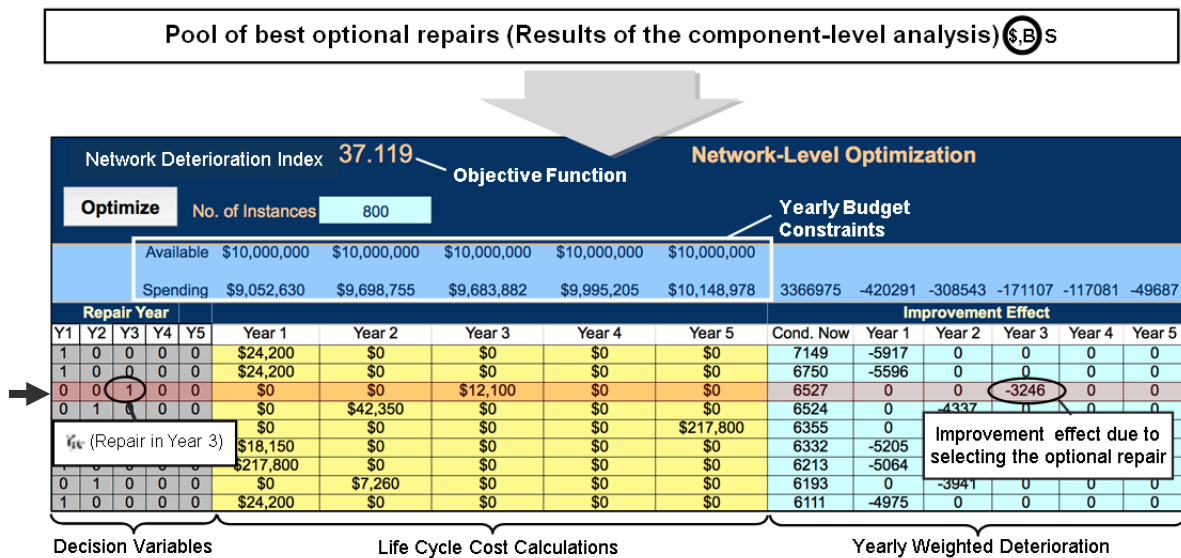 Pool of best optional repairs (Results of the component-level analysis) $,B S
Network Deterioration Index 37.119 Network-Level Optimization
Objective Function
Optimize No. of Instances 800
Yearly Budget
Constraints
Available $10,000,000 $10,000,000 $10,000,000 $10,000,000 $10,000,000
Spending $9,052,630 $9,698,755 $9,683,882 $9,995,205 $10,148,978 3366975 -420291 -308543 -171107 -117081 -49687
Repair Year Improvement Effect
Y1 Y2 Y3 Y4 Y5 Year 1 Year 2 Year 3 Year 4 Year 5 Cond. Now Year 1 Year 2 Year 3 Year 4 Year 5
1 0 0 0 0 $24,200 $0 $0 $0 $0 7149 -5917 0 0 0 0
1 0 0 0 0 $24,200 $0 $0 $0 $0 6750 -5596 0 0 0 0
0 0 1 0 0 $0 $0 $12,100 $0 $0 6527 0 0 -3246 0 0
0 1 0 0 0 $0 $42,350 $0 $0 $0 6524 0 -4337 0 0 0
$0 $0 $0 $0 $217,800 6355 0
(Repair in Year 3)
$18,150 $0 $0 $0 $0 6332 -5205
Improvement effect due to
selecting the optional repair
1 0 0 0 0 $217,800 $0 $0 $0 $0 6213 -5064
0 1 0 0 0 $0 $7,260 $0 $0 $0 6193 0 -3941 0 0 0
1 0 0 0 0 $24,200 $0 $0 $0 $0 6111 -4975 0 0 0 0
Decision Variables Life Cycle Cost Calculations Yearly Weighted Deterioration